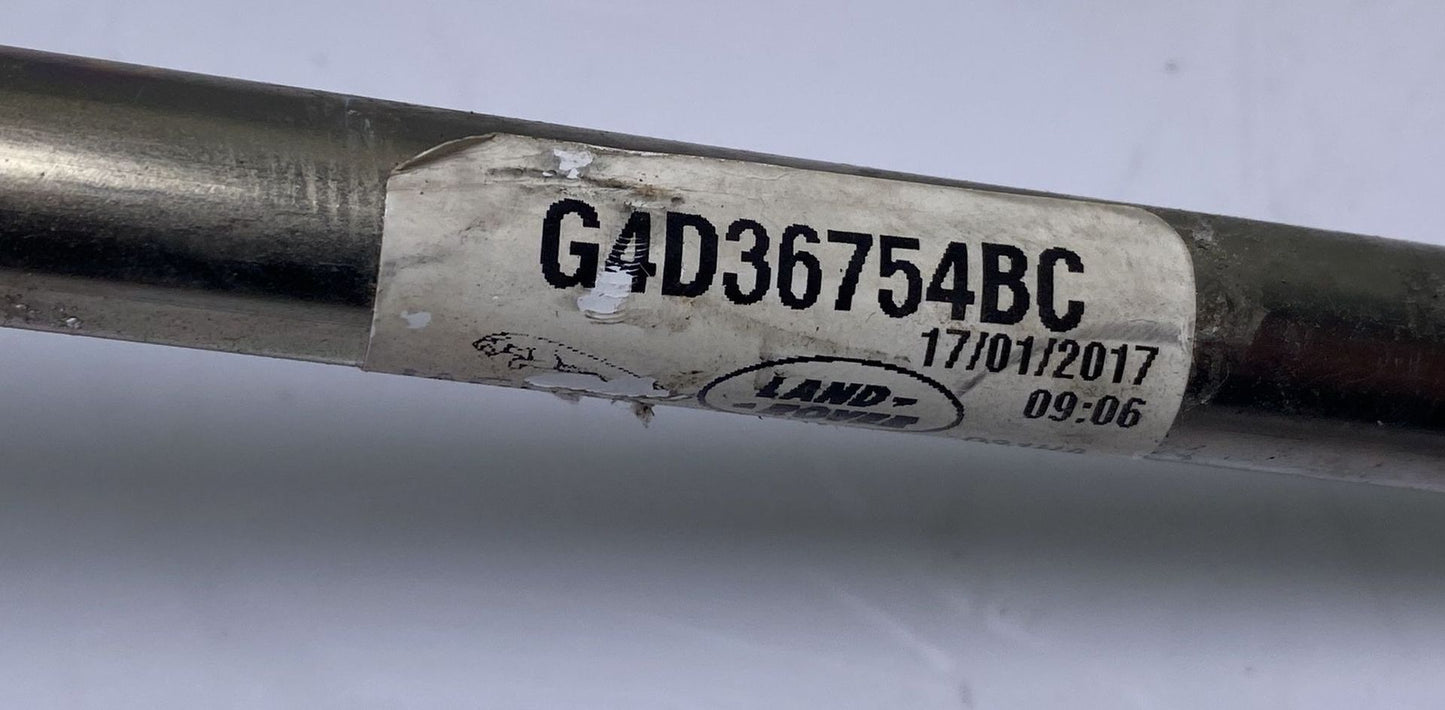 G4D36754BC
17/01/2017
LAND-
ROVER
09:06